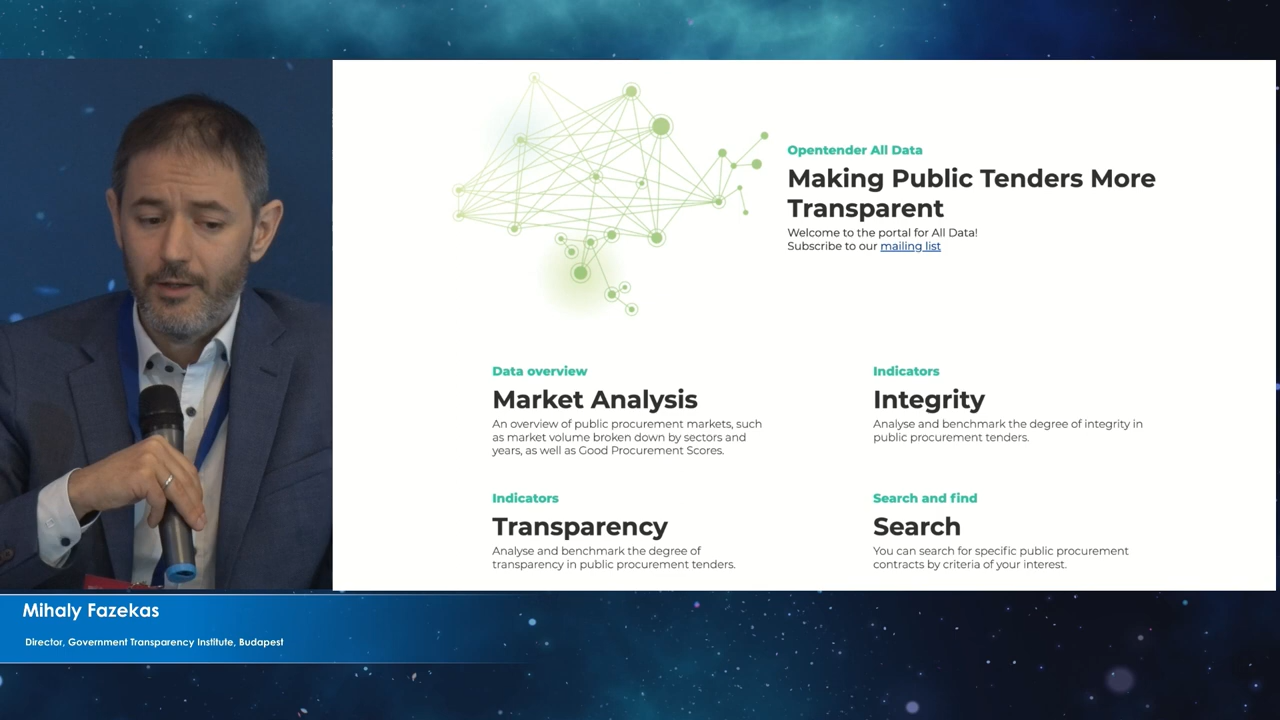 Opentender All Data
Making Public Tenders More
Transparent
Welcome to the portal for All Data!
Subscribe to our mailing list
Data overview
Market Analysis
An overview of public procurement markets, such
as market volume broken down by sectors and
years, as well as Good Procurement Scores.
Indicators
Integrity
Analyse and benchmark the degree of integrity in
public procurement tenders.
Indicators
Transparency
Analyse and benchmark the degree of
transparency in public procurement tenders.
Search and find
Search
You can search for specific public procurement
contracts by criteria of your interest.
Mihaly Fazekas
Director, Government Transparency Institute, Budapest